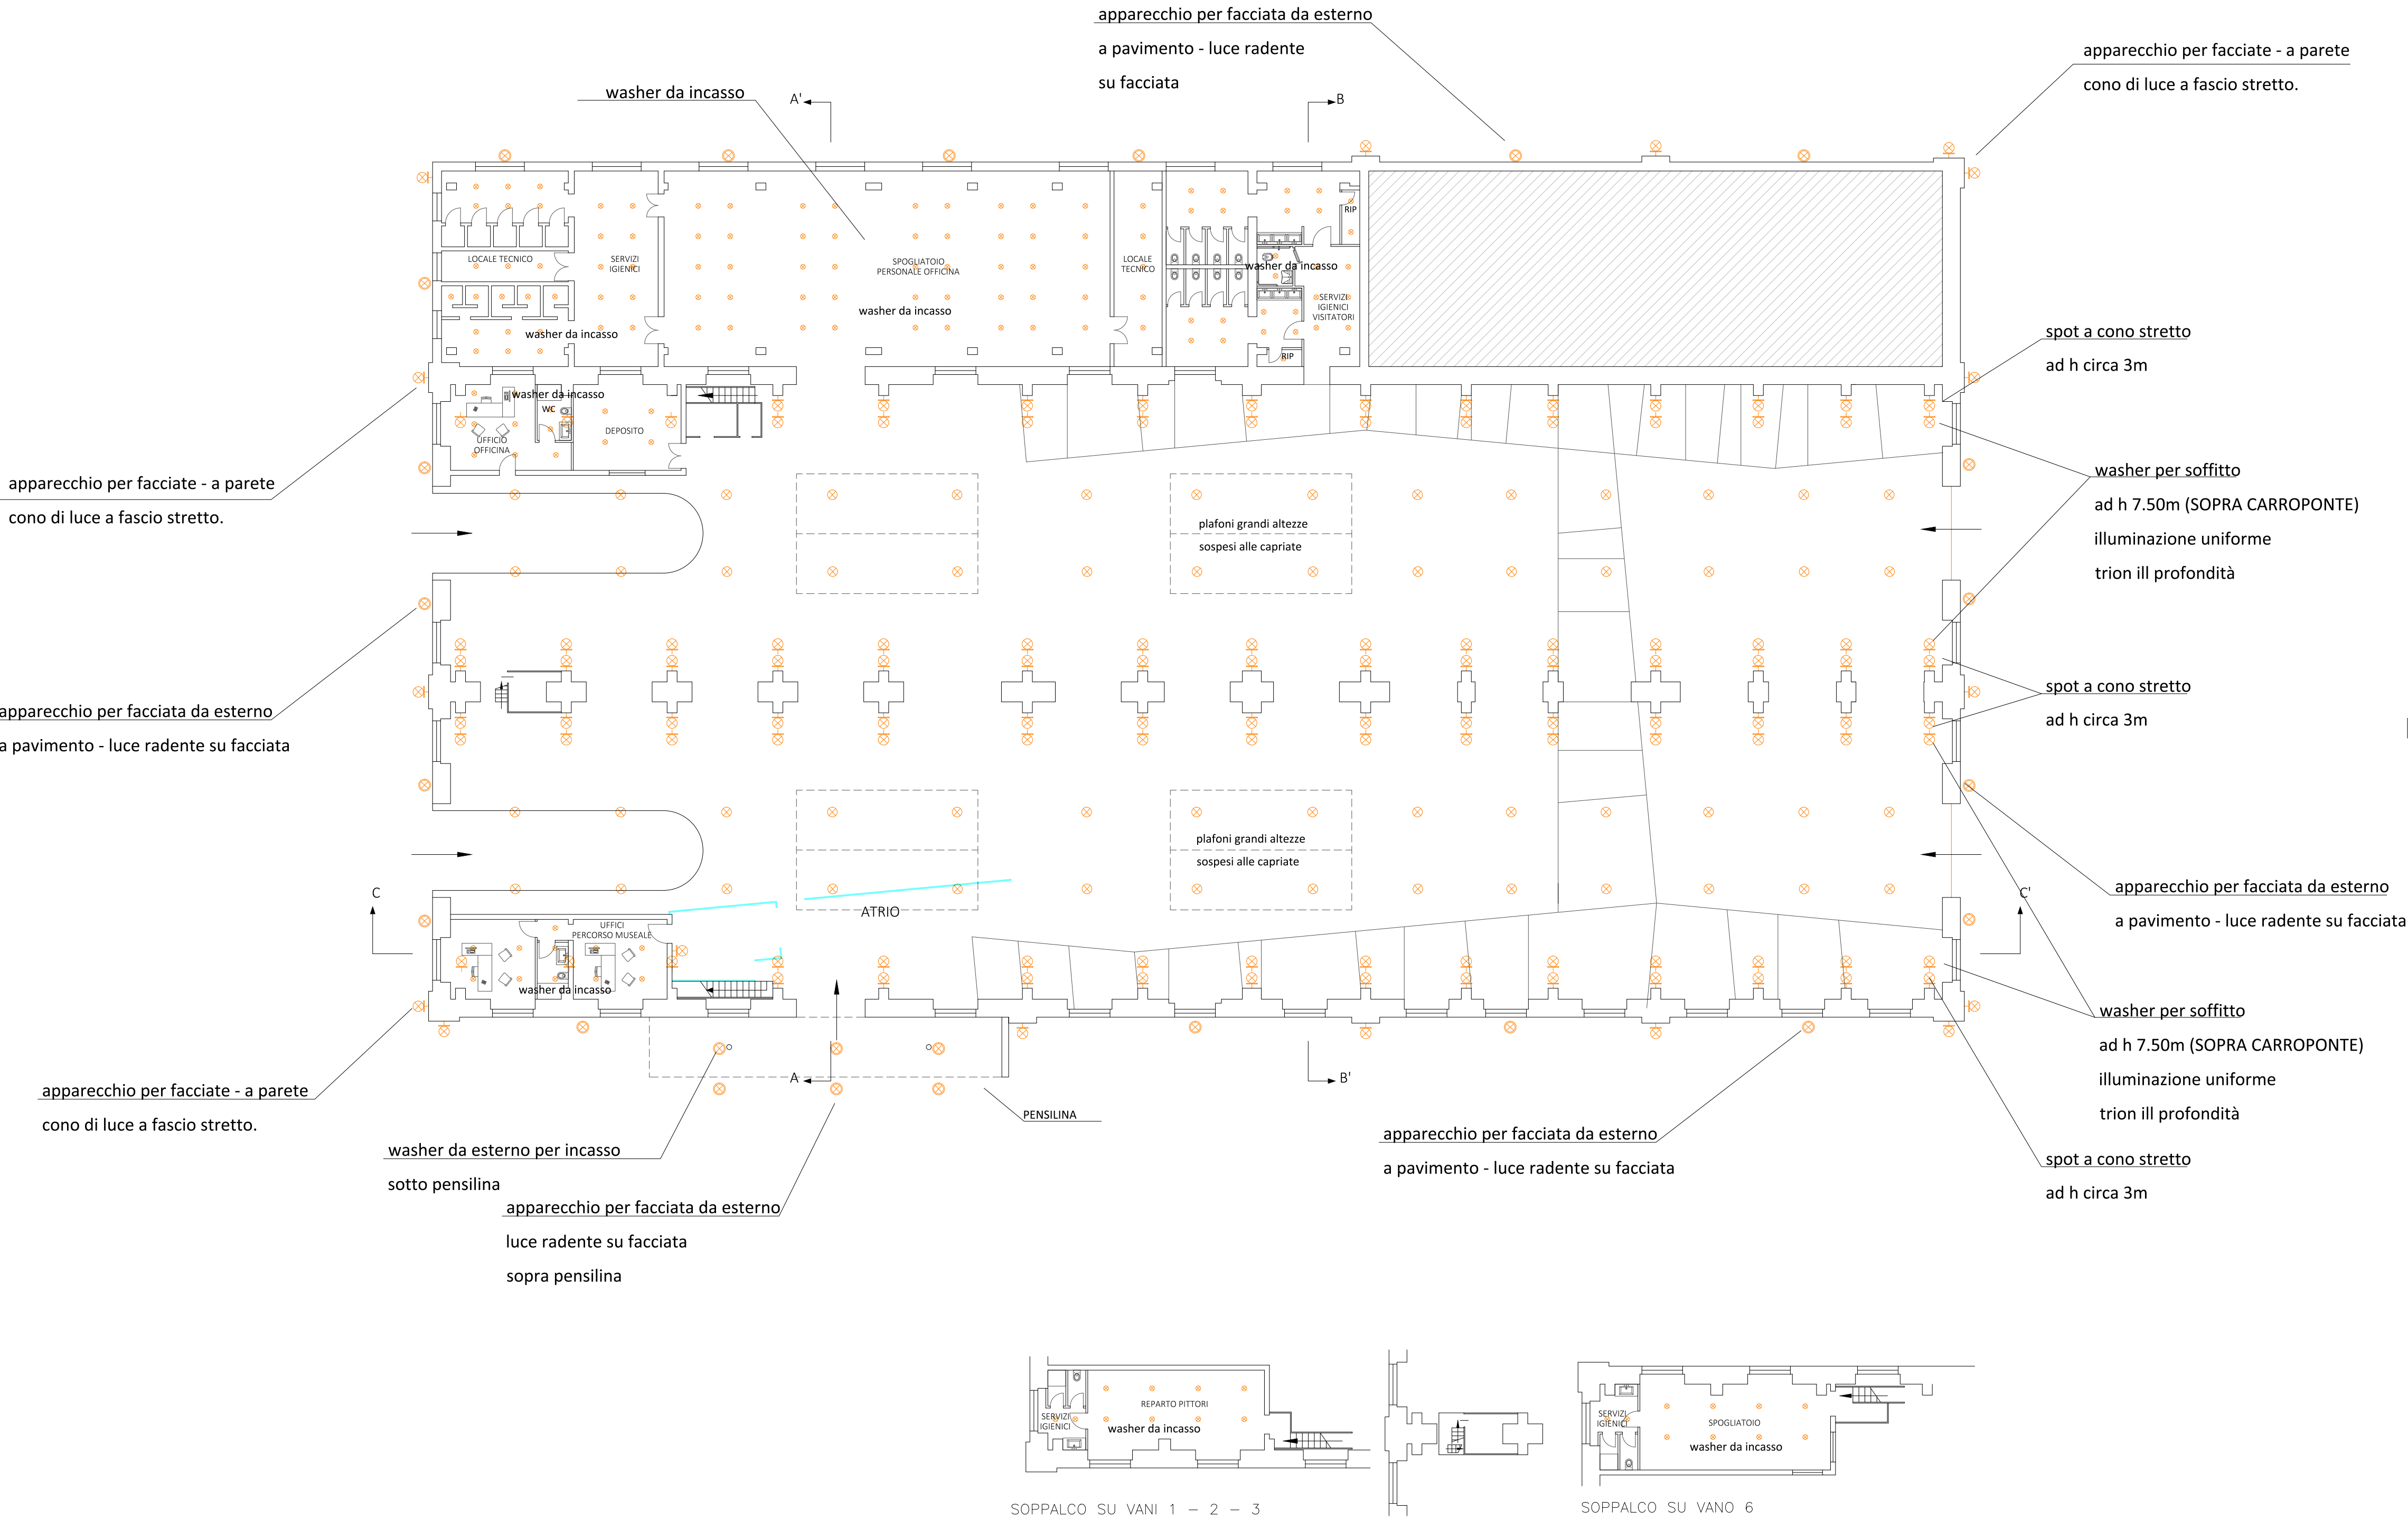 apparecchio per facciata da esterno
a pavimento - luce radente
su facciata
apparecchio per facciate - a parete
cono di luce a fascio stretto.
washer da incasso
A'
B
LOCALE TECNICO
SERVIZI
IGIENICI
SPOGLIATOIO
PERSONALE OFFICINA
LOCALE
TECNICO
RIP
washer da incasso
SERVIZI
IGIENICI
VISITATORI
washer da incasso
washer da incasso
RIP
spot a cono stretto
ad h circa 3m
washer da incasso
WC
UFFICIO
OFFICINA
DEPOSITO
apparecchio per facciate - a parete
cono di luce a fascio stretto.
washer per soffitto
ad h 7.50m (SOPRA CARROPONTE)
illuminazione uniforme
trion ill profondità
plafoni grandi altezze
sospesi alle capriate
apparecchio per facciata da esterno
a pavimento - luce radente su facciata
spot a cono stretto
ad h circa 3m
plafoni grandi altezze
sospesi alle capriate
C
C'
ATRIO
UFFICI
PERCORSO MUSEALE
washer da incasso
apparecchio per facciata da esterno
a pavimento - luce radente su facciata
washer per soffitto
ad h 7.50m (SOPRA CARROPONTE)
illuminazione uniforme
trion ill profondità
apparecchio per facciate - a parete
cono di luce a fascio stretto.
A
B'
PENSILINA
washer da esterno per incasso
sotto pensilina
apparecchio per facciata da esterno
luce radente su facciata
sopra pensilina
apparecchio per facciata da esterno
a pavimento - luce radente su facciata
spot a cono stretto
ad h circa 3m
SERVIZI
IGIENICI
REPARTO PITTORI
washer da incasso
SERVIZI
IGIENICI
SPOGLIATOIO
washer da incasso
SOPPALCO SU VANI 1 - 2 - 3
SOPPALCO SU VANO 6